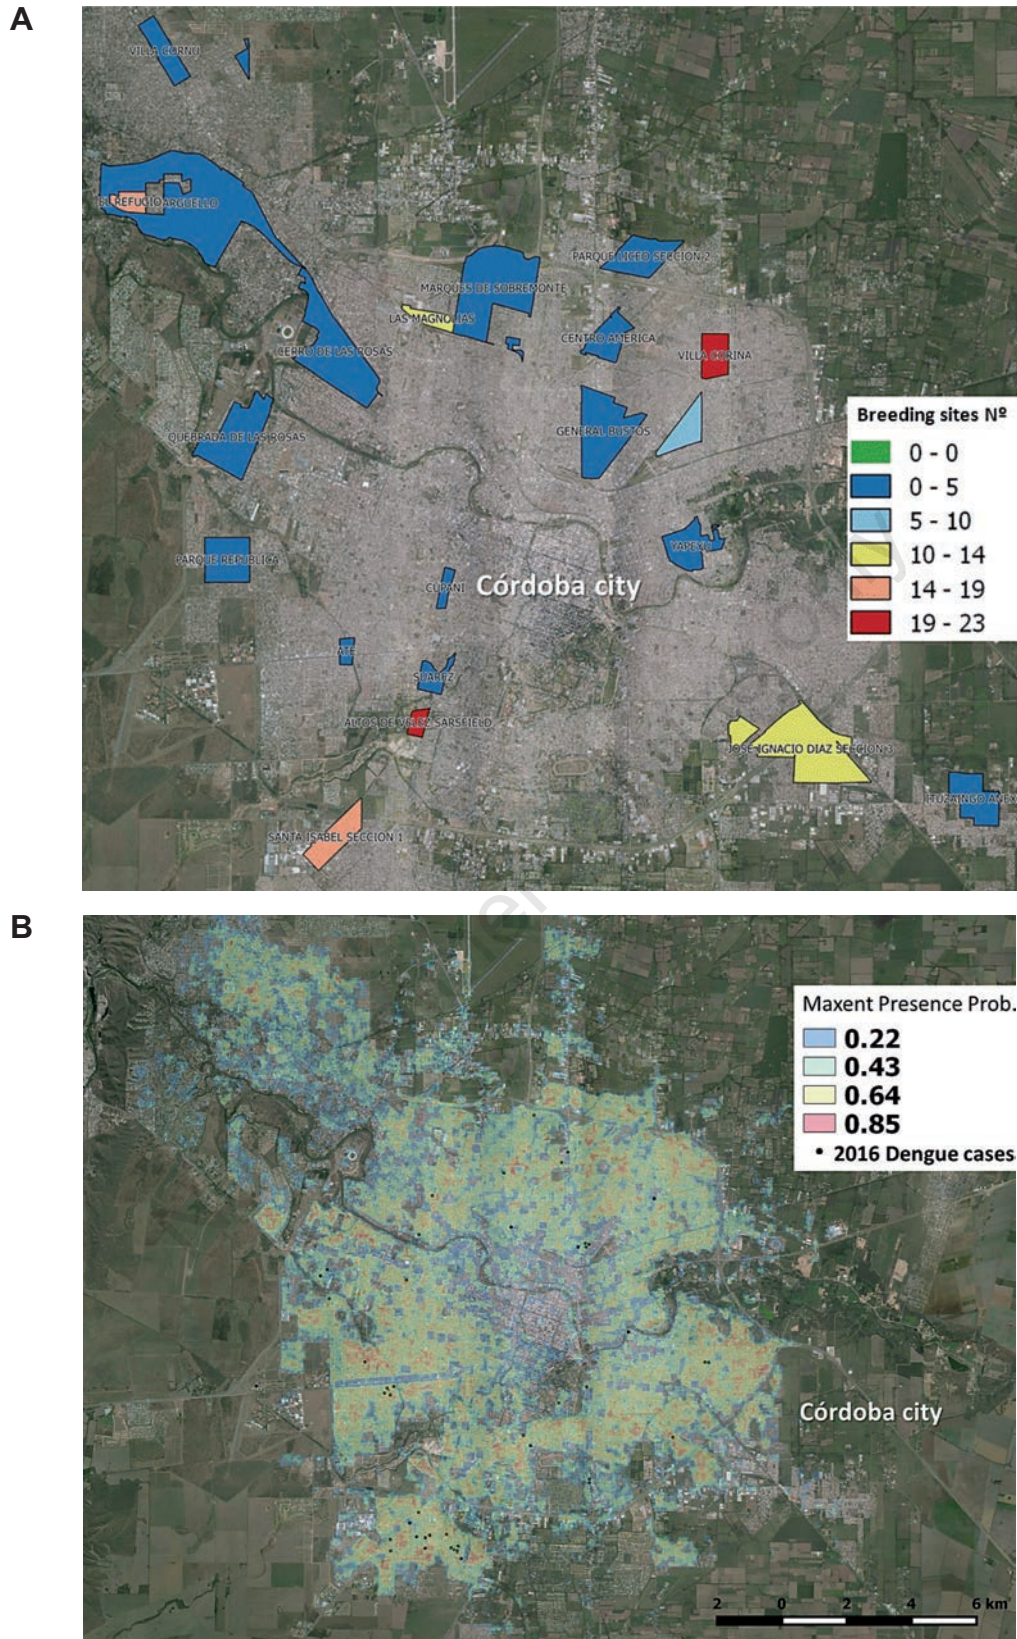 A
VILLA CORNU
EL REFUGIO
ARGUELLO
PARQUE LICEO SECCION 2
MARQUES DE SOBREMONTE
LAS MAGNOLIAS
CENTRO AMERICA
CERRO DE LAS ROSAS
VILLA CORINA
QUEBRADA DE LAS ROSAS
GENERAL BUSTOS
Breeding sites Nº
0 - 0
0 - 5
5 - 10
10 - 14
14 - 19
19 - 23
YAPEYU
PARQUE REPUBLICA
CUPANI
Córdoba city
ATE
SUAREZ
ALTOS DE VELEZ SARSFIELD
JOSE IGNACIO DIAZ SECCION 3
SANTA ISABEL SECCION 1
B
Maxent Presence Prob.
0.22
0.43
0.64
0.85
2016 Dengue cases
Córdoba city
2 0 2 4 6 km